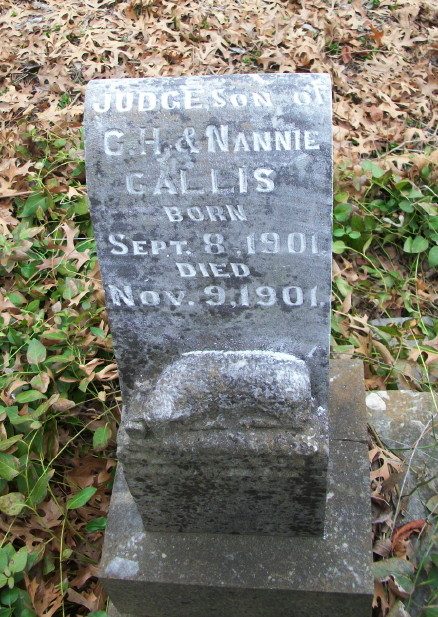 JUDGE, SON OF
C. H. & NANNIE
CALLIS
BORN
SEPT. 8, 1901.
DIED
NOV. 9, 1901.